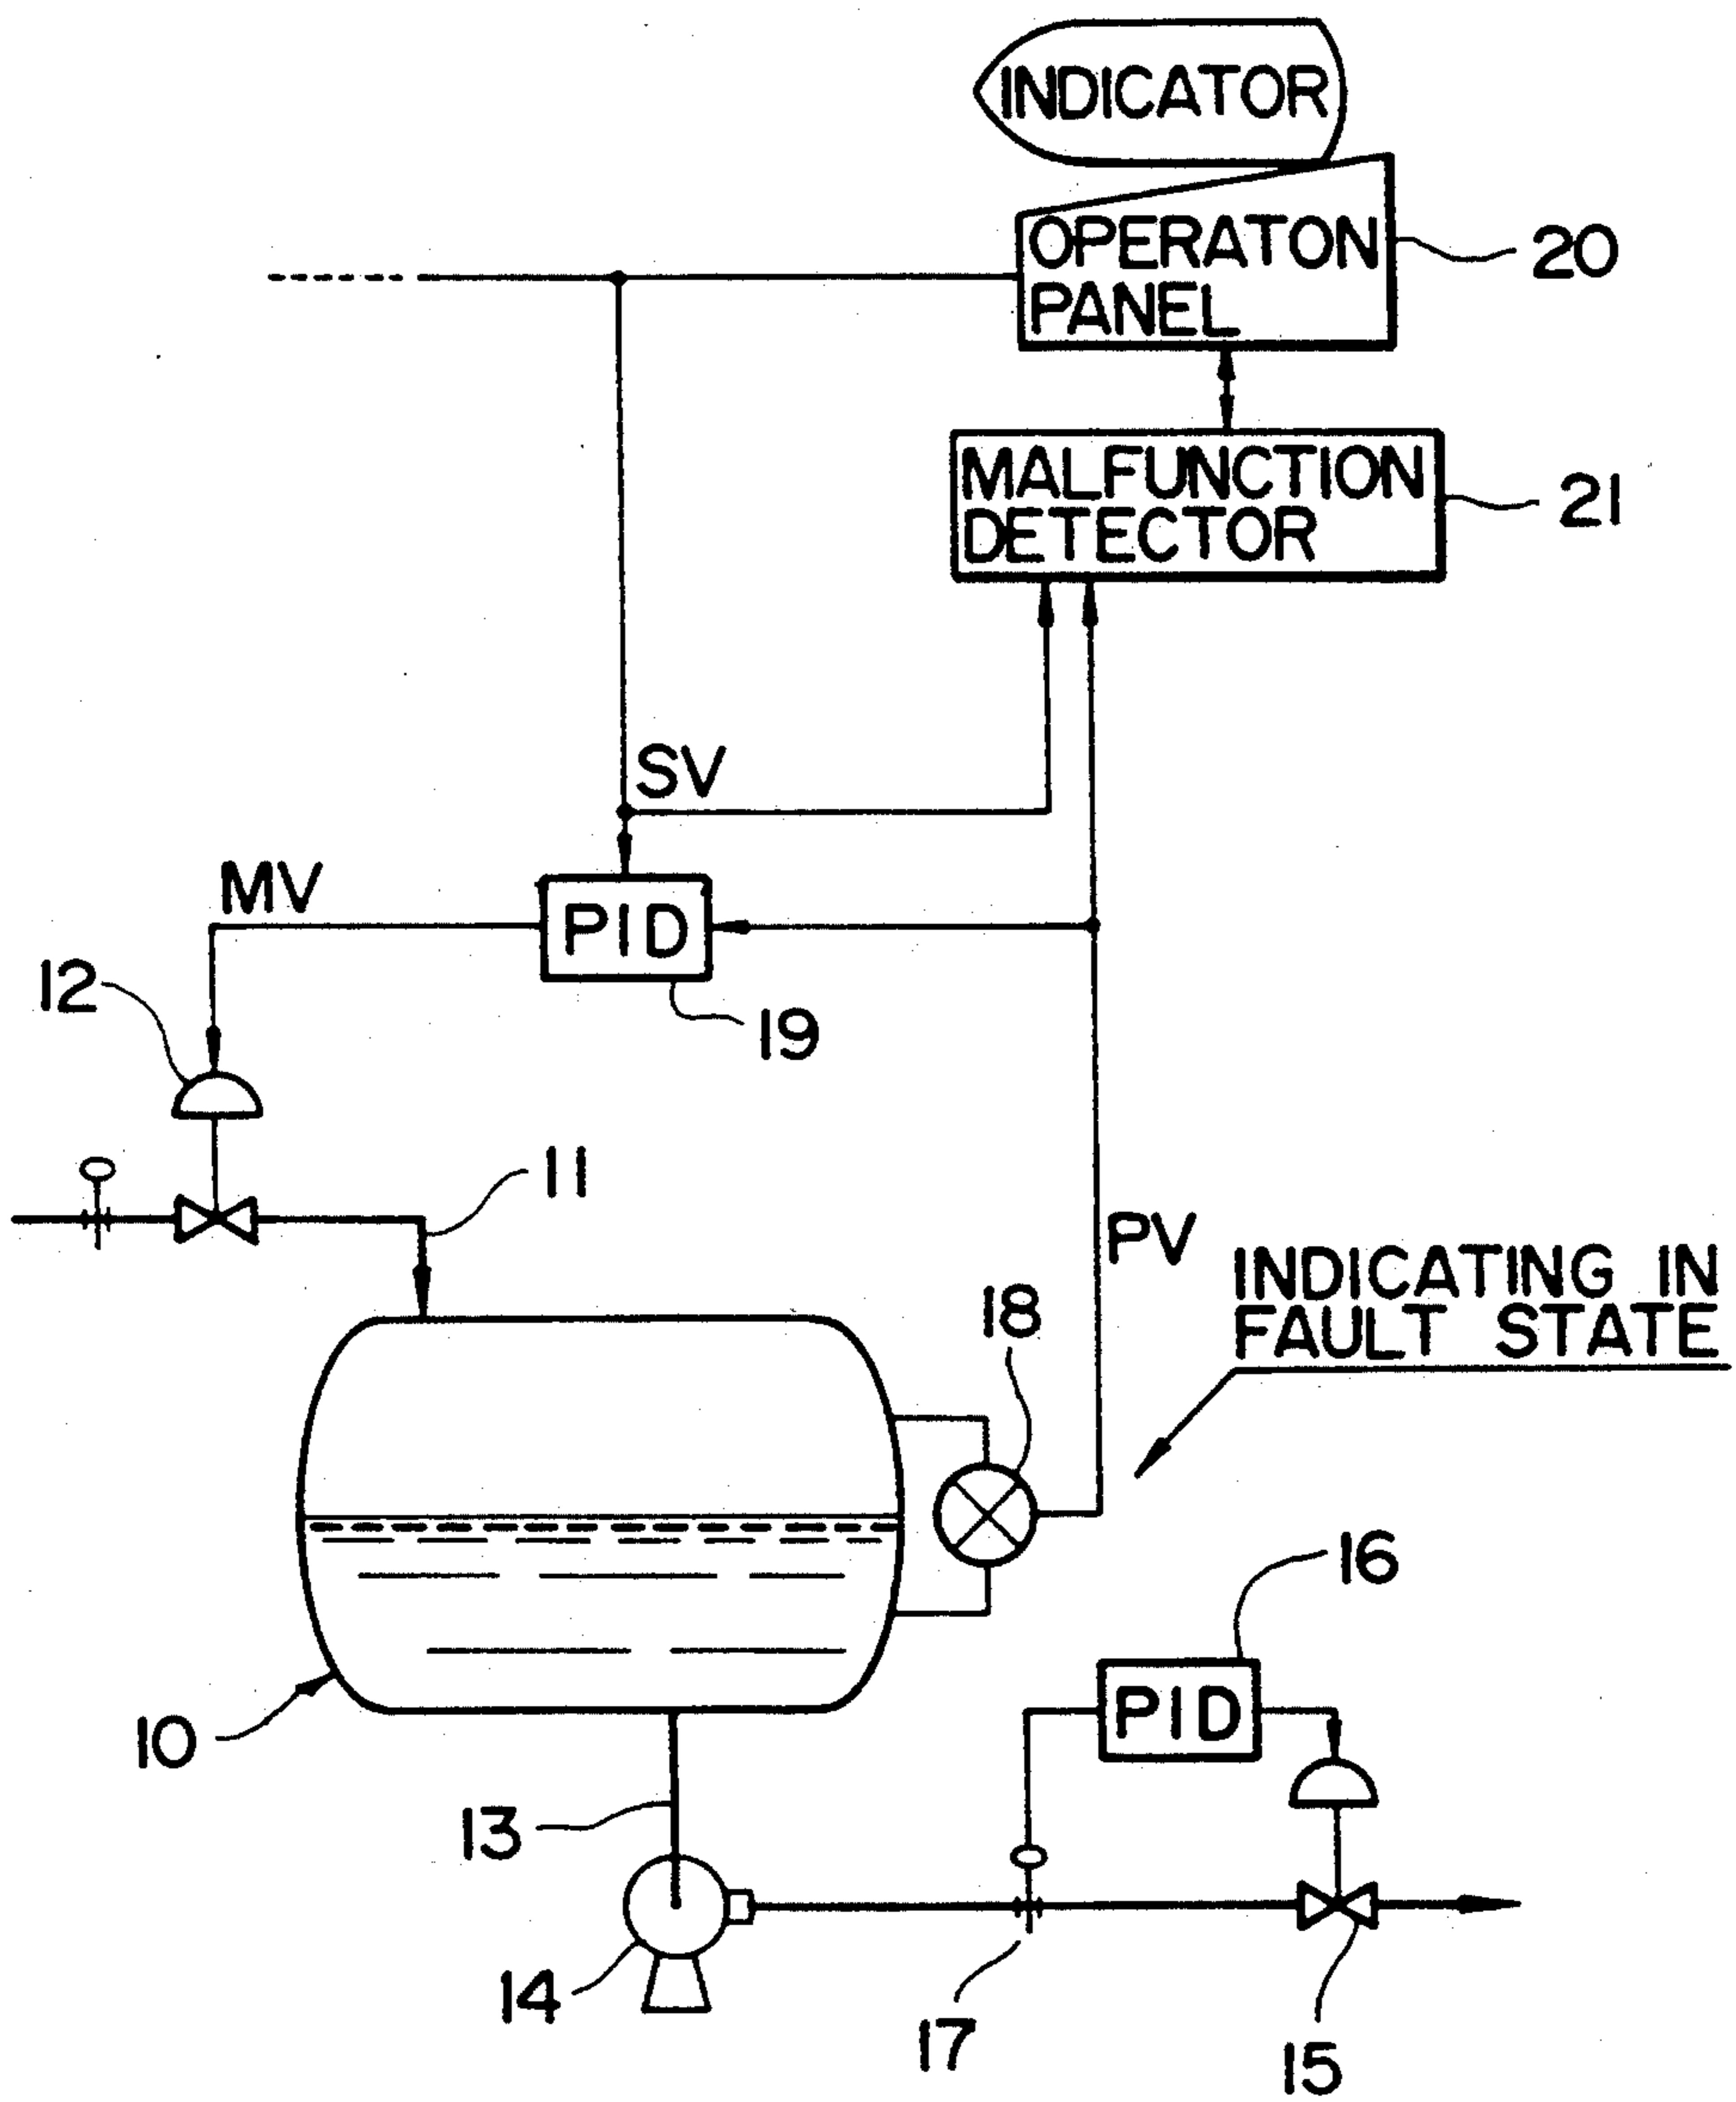 INDICATOR
OPERATON
PANEL
20
MALFUNCTION
DETECTOR
21
SV
MV
PID
12
19
11
PV
INDICATING IN
FAULT STATE
18
16
PID
10
13
14
17
15